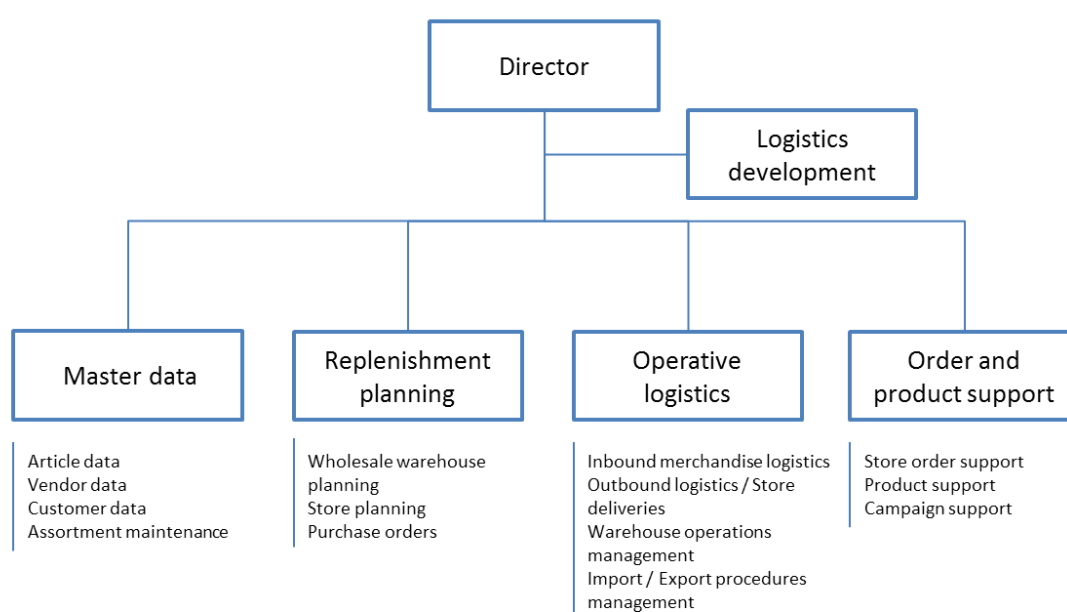 Director
Logistics
development
Master data
Replenishment
planning
Operative
logistics
Order and
product support
Article data
Vendor data
Customer data
Assortment maintenance
Wholesale warehouse
planning
Store planning
Purchase orders
Inbound merchandise logistics
Outbound logistics / Store
deliveries
Warehouse operations
management
Import / Export procedures
management
Store order support
Product support
Campaign support